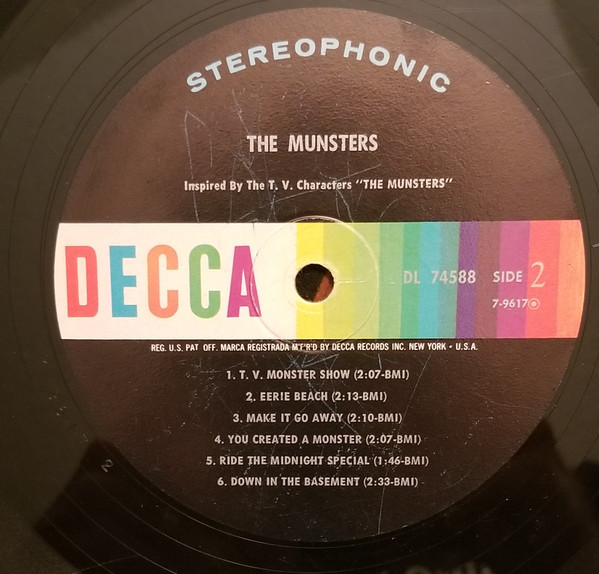 STEREOPHONIC
THE MUNSTERS
Inspired By The T. V. Characters "THE MUNSTERS"
DECCA
DL 74588 SIDE 2
7-9617
REG. U.S. PAT. OFF. MARCA REGISTRADA M'F'R'D BY DECCA RECORDS INC. NEW YORK • U.S.A.
1. T. V. MONSTER SHOW (2:07-BMI)
2. EERIE BEACH (2:13-BMI)
3. MAKE IT GO AWAY (2:10-BMI)
4. YOU CREATED A MONSTER (2:07-BMI)
5. RIDE THE MIDNIGHT SPECIAL (1:46-BMI)
6. DOWN IN THE BASEMENT (2:33-BMI)
2